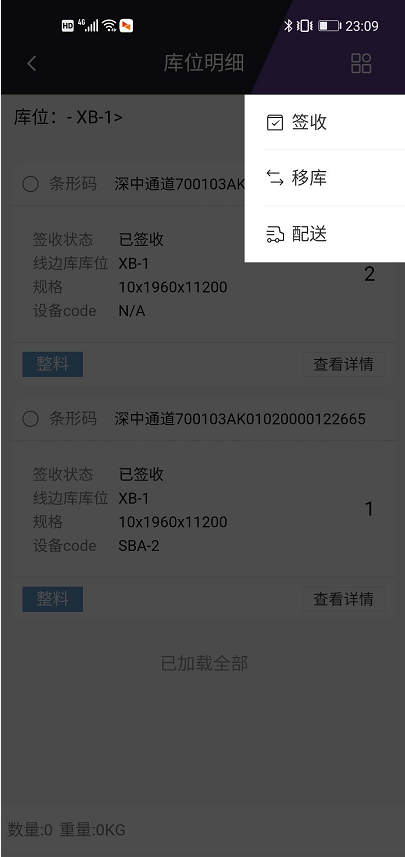 HD 4G 23:09
库位明细
库位：- XB-1>
签收
移库
配送
条形码 深中通道700103AK
签收状态 已签收
线边库库位 XB-1
规格 10x1960x11200
2
设备code N/A
整料 查看详情
条形码 深中通道700103AK01020000122665
签收状态 已签收
线边库库位 XB-1
规格 10x1960x11200
1
设备code SBA-2
整料 查看详情
已加载全部
数量:0 重量:0KG